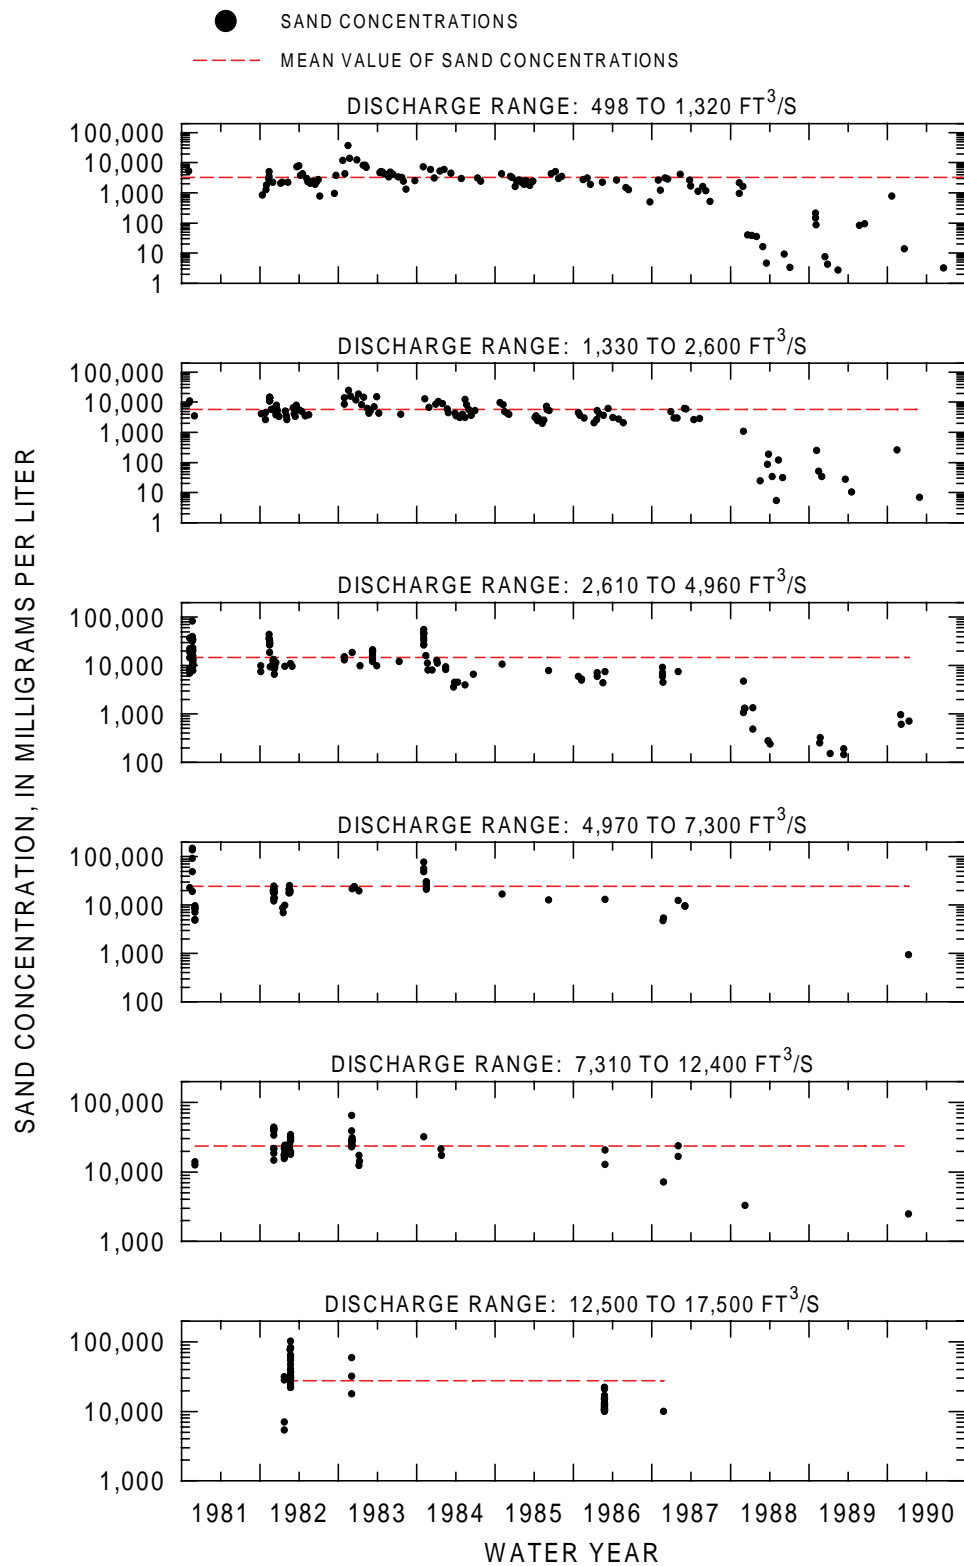 SAND CONCENTRATIONS
MEAN VALUE OF SAND CONCENTRATIONS
DISCHARGE RANGE: 498 TO 1,320 FT³/S
100,000
10,000
1,000
100
10
1
DISCHARGE RANGE: 1,330 TO 2,600 FT³/S
100,000
10,000
1,000
100
10
1
DISCHARGE RANGE: 2,610 TO 4,960 FT³/S
100,000
10,000
1,000
100
DISCHARGE RANGE: 4,970 TO 7,300 FT³/S
100,000
10,000
1,000
100
DISCHARGE RANGE: 7,310 TO 12,400 FT³/S
100,000
10,000
1,000
DISCHARGE RANGE: 12,500 TO 17,500 FT³/S
100,000
10,000
1,000
SAND CONCENTRATION, IN MILLIGRAMS PER LITER
1981 1982 1983 1984 1985 1986 1987 1988 1989 1990
WATER YEAR